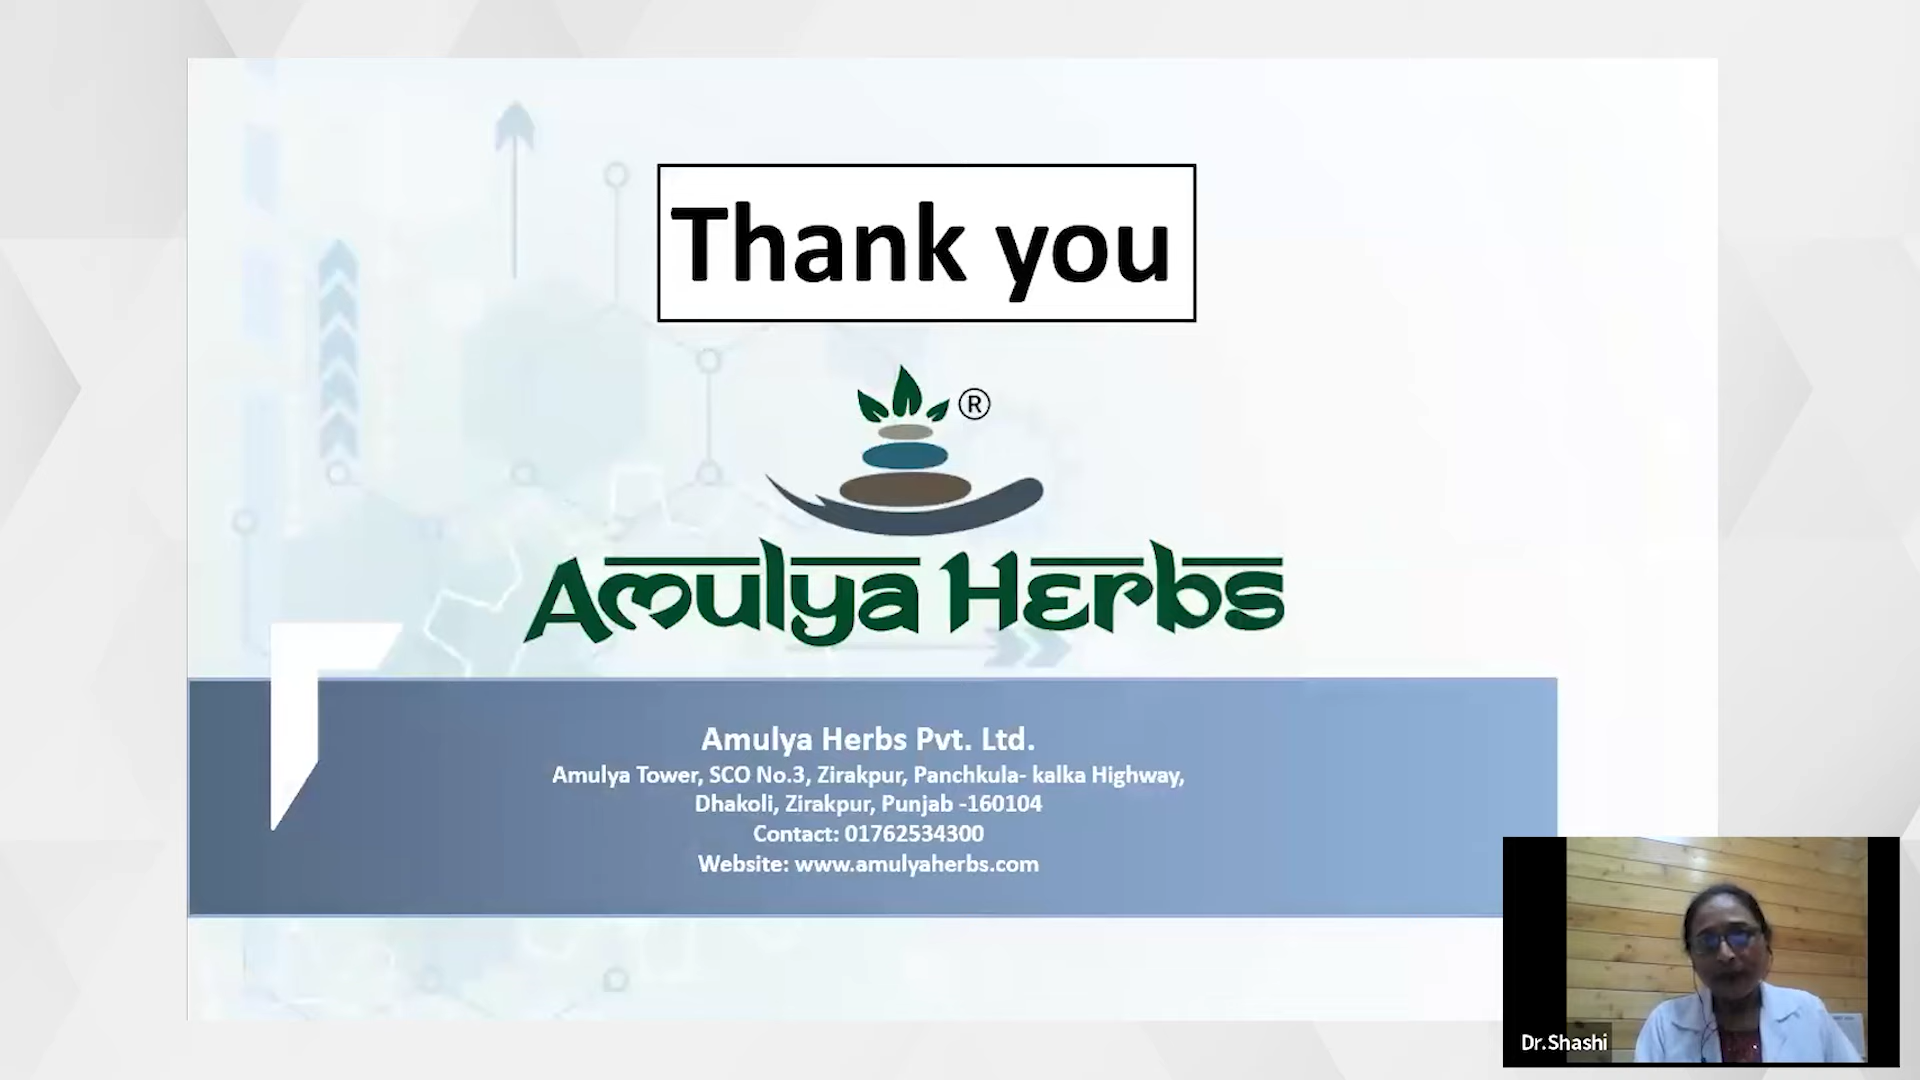 Thank you
®
Amulya Herbs
Amulya Herbs Pvt. Ltd.
Amulya Tower, SCO No.3, Zirakpur, Panchkula- kalka Highway,
Dhakoli, Zirakpur, Punjab -160104
Contact: 01762534300
Website: www.amulyaherbs.com
Dr.Shashi